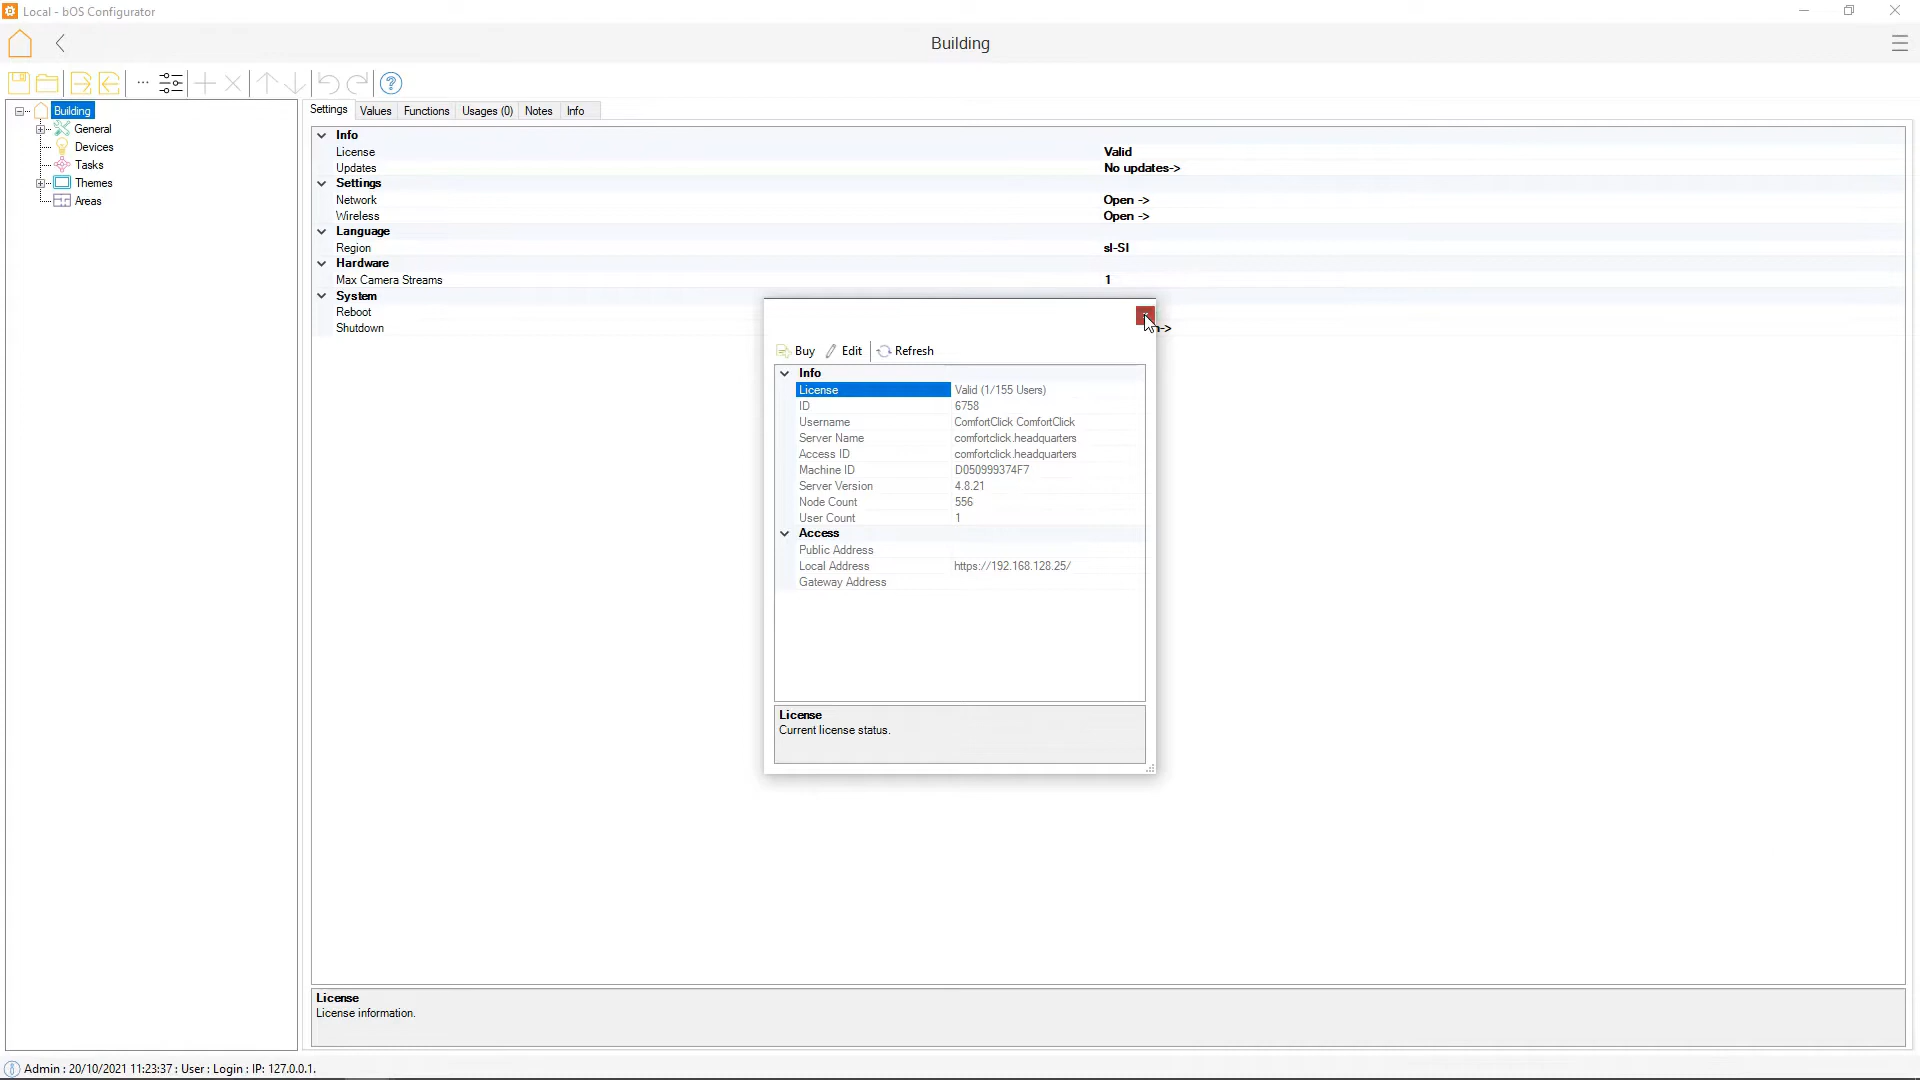 Local - bOS Configurator
Building
Building
General
Devices
Tasks
Themes
Areas
Settings Values Functions Usages (0) Notes Info
Info
License Valid
Updates No updates->
Settings
Network Open ->
Wireless Open ->
Language
Region sl-SI
Hardware
Max Camera Streams 1
System
Reboot
Shutdown ->
Buy Edit Refresh
Info
License Valid (1/155 Users)
ID 6758
Username ComfortClick ComfortClick
Server Name comfortclick.headquarters
Access ID comfortclick.headquarters
Machine ID D050999374F7
Server Version 4.8.21
Node Count 556
User Count 1
Access
Public Address
Local Address https://192.168.128.25/
Gateway Address
License
Current license status.
License
License information.
Admin : 20/10/2021 11:23:37 : User : Login : IP: 127.0.0.1.